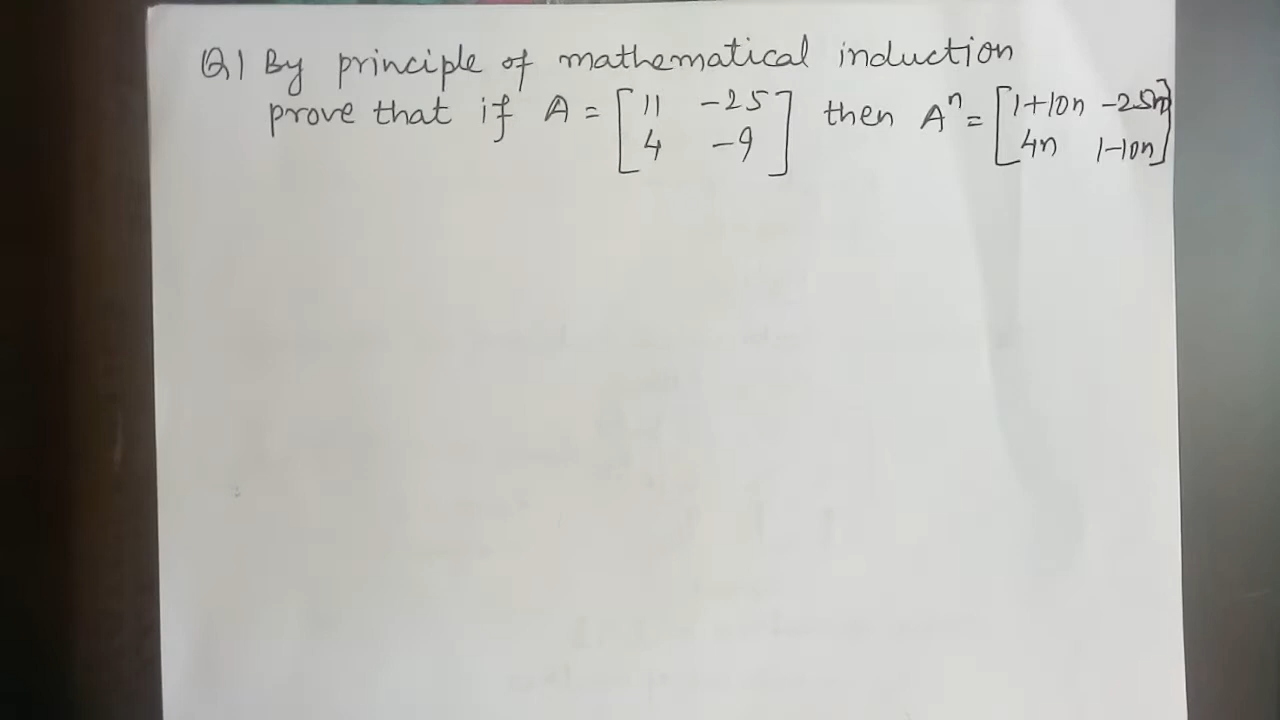 Q1 By principle of mathematical induction
prove that if A = [11 -25 4 -9] then Aⁿ = [1+10n -25n 4n 1-10n]